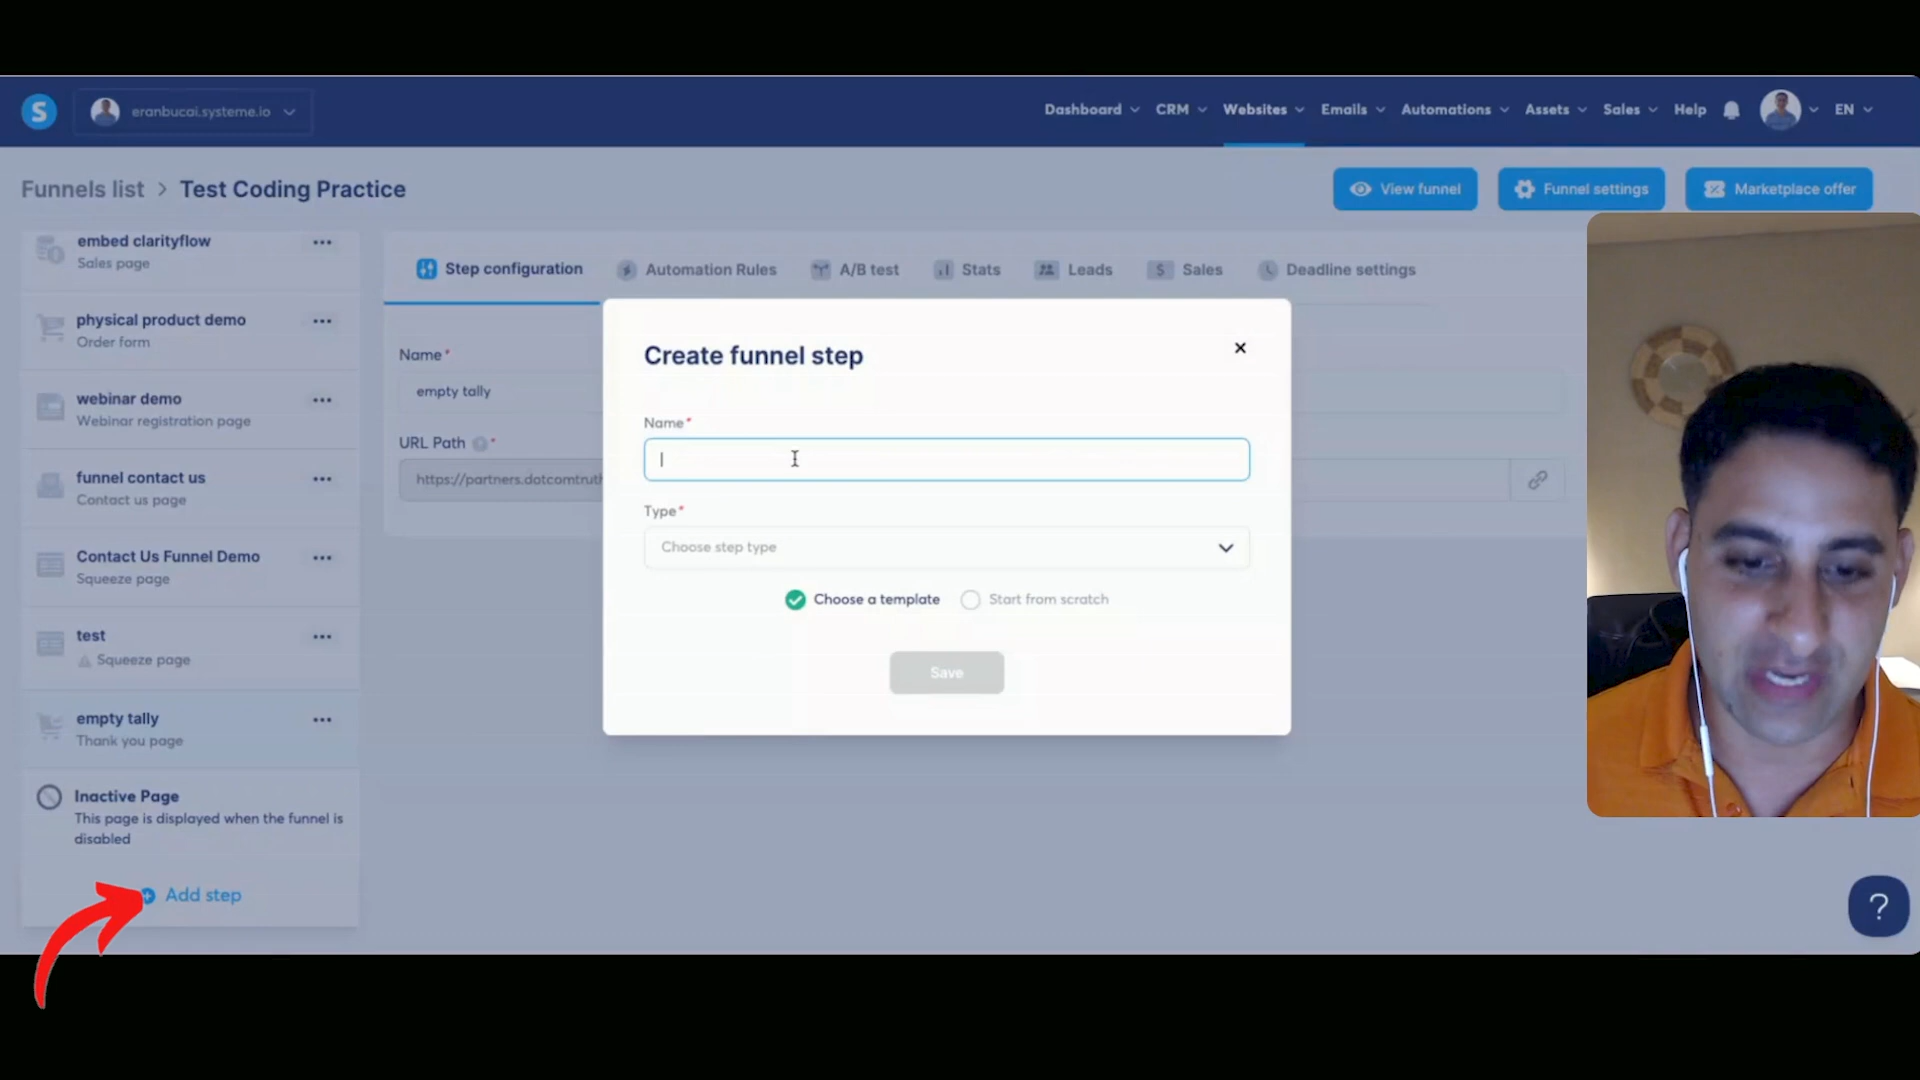 S
eranbucai.systeme.io
Dashboard
CRM
Websites
Emails
Automations
Assets
Sales
Help
EN
Funnels list > Test Coding Practice
View funnel
Funnel settings
Marketplace offer
embed clarityflow
Sales page
physical product demo
Order form
webinar demo
Webinar registration page
funnel contact us
Contact us page
Contact Us Funnel Demo
Squeeze page
test
Squeeze page
empty tally
Thank you page
Inactive Page
This page is displayed when the funnel is
disabled
Add step
Step configuration
Automation Rules
A/B test
Stats
Leads
Sales
Deadline settings
Name*
empty tally
URL Path *
https://partners.dotcomtruth
Create funnel step
Name*
Type*
Choose step type
Choose a template
Start from scratch
Save
?